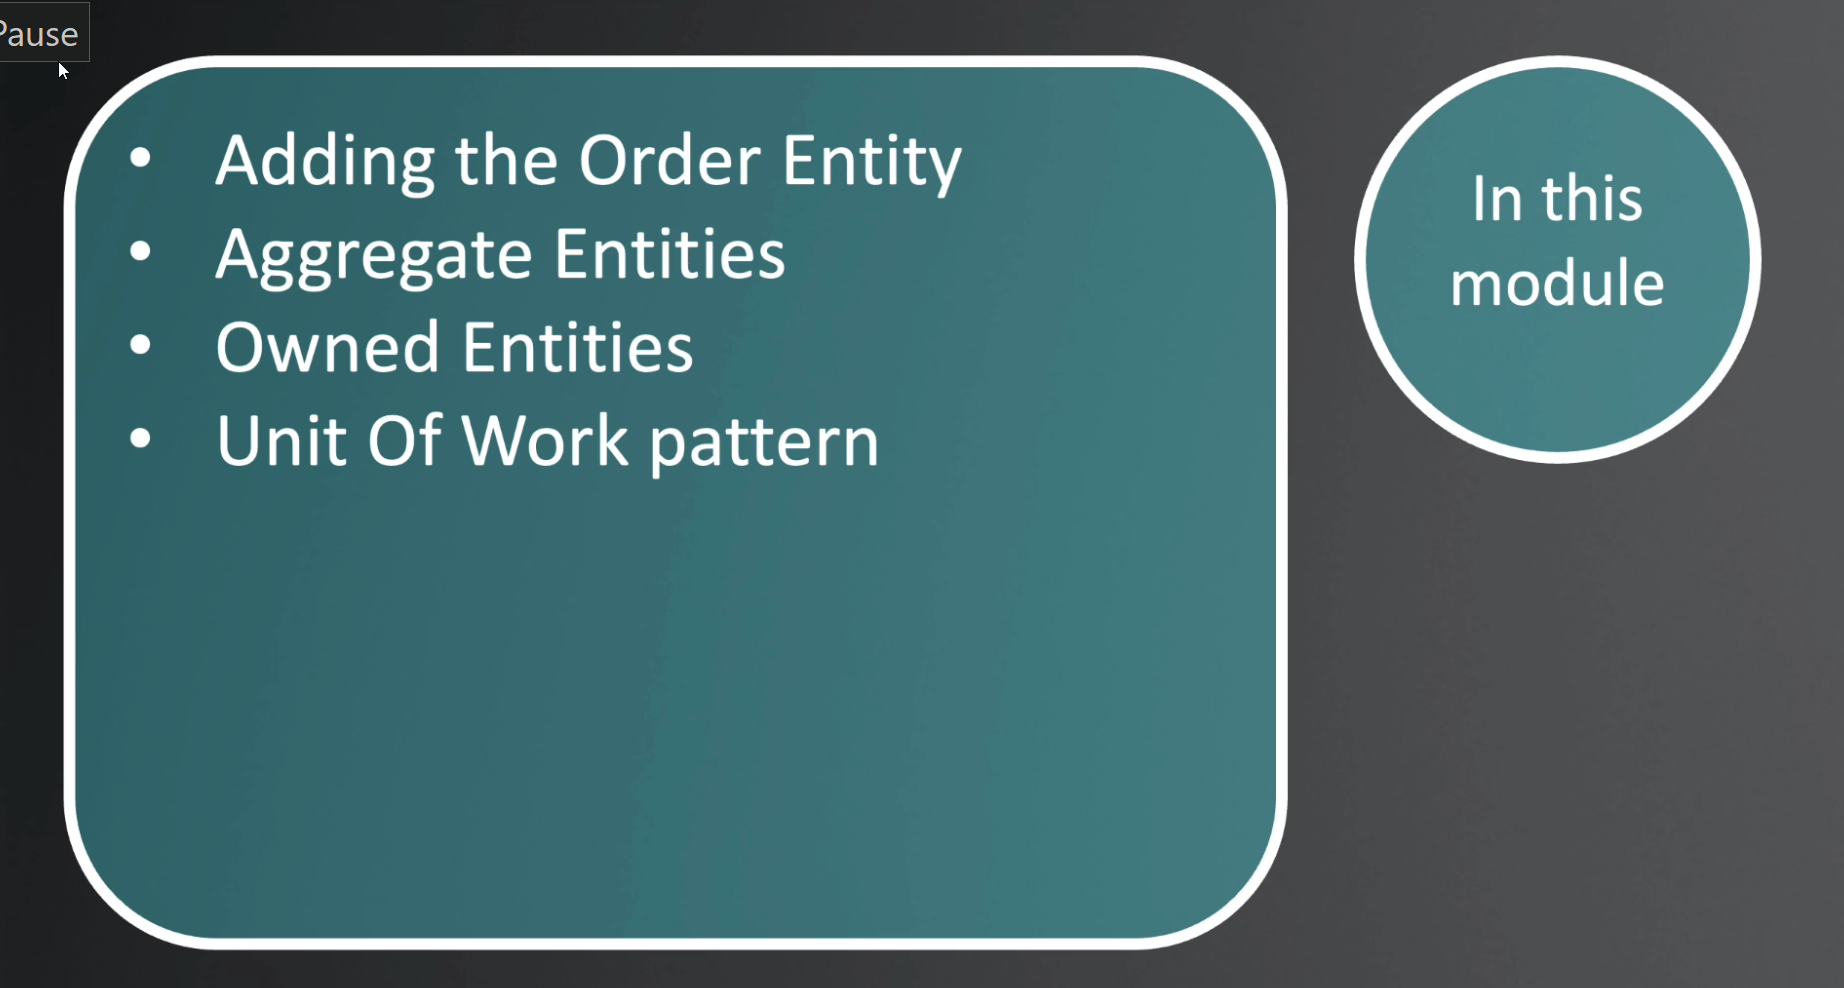 Pause
• Adding the Order Entity
• Aggregate Entities
• Owned Entities
• Unit Of Work pattern
In this
module